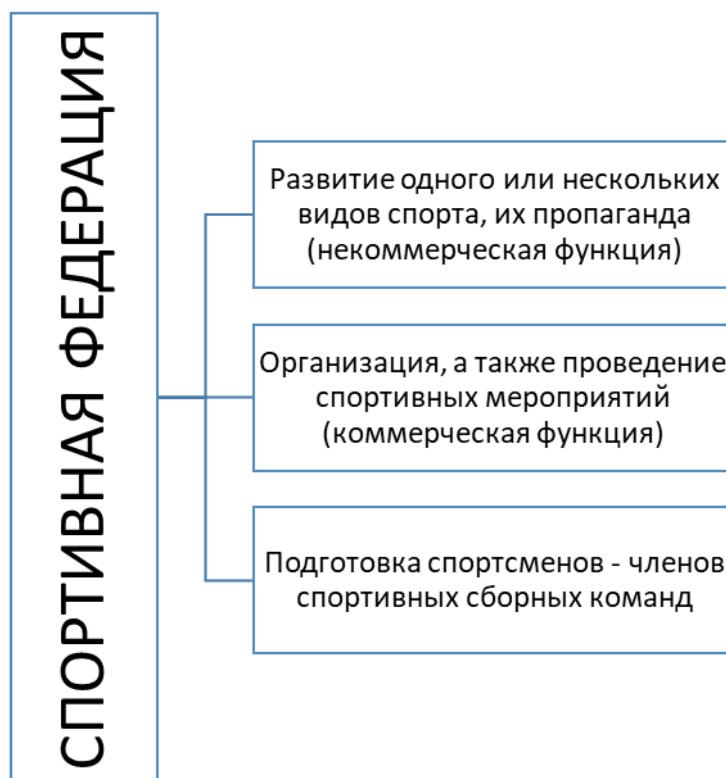 СПОРТИВНАЯ ФЕДЕРАЦИЯ
Развитие одного или нескольких
видов спорта, их пропаганда
(некоммерческая функция)
Организация, а также проведение
спортивных мероприятий
(коммерческая функция)
Подготовка спортсменов - членов
спортивных сборных команд